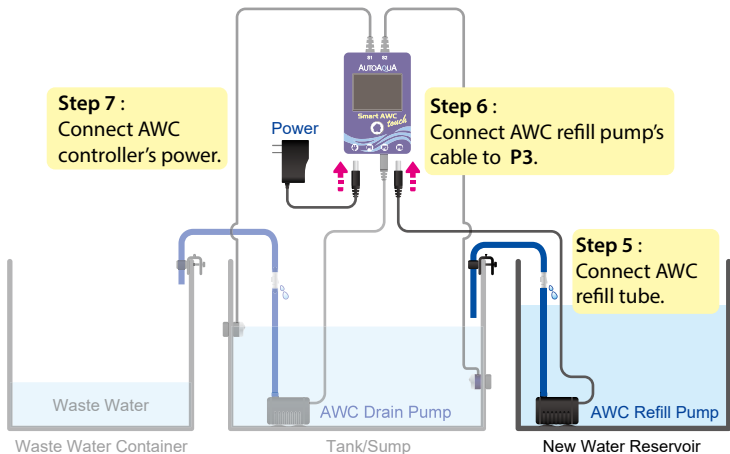 S1 S2
AUTOAQUA
Smart AWC
touch
Step 7 :
Connect AWC
controller's power.
Power
Step 6 :
Connect AWC refill pump's
cable to P3.
Step 5 :
Connect AWC
refill tube.
Waste Water
AWC Drain Pump
AWC Refill Pump
Waste Water Container
Tank/Sump
New Water Reservoir